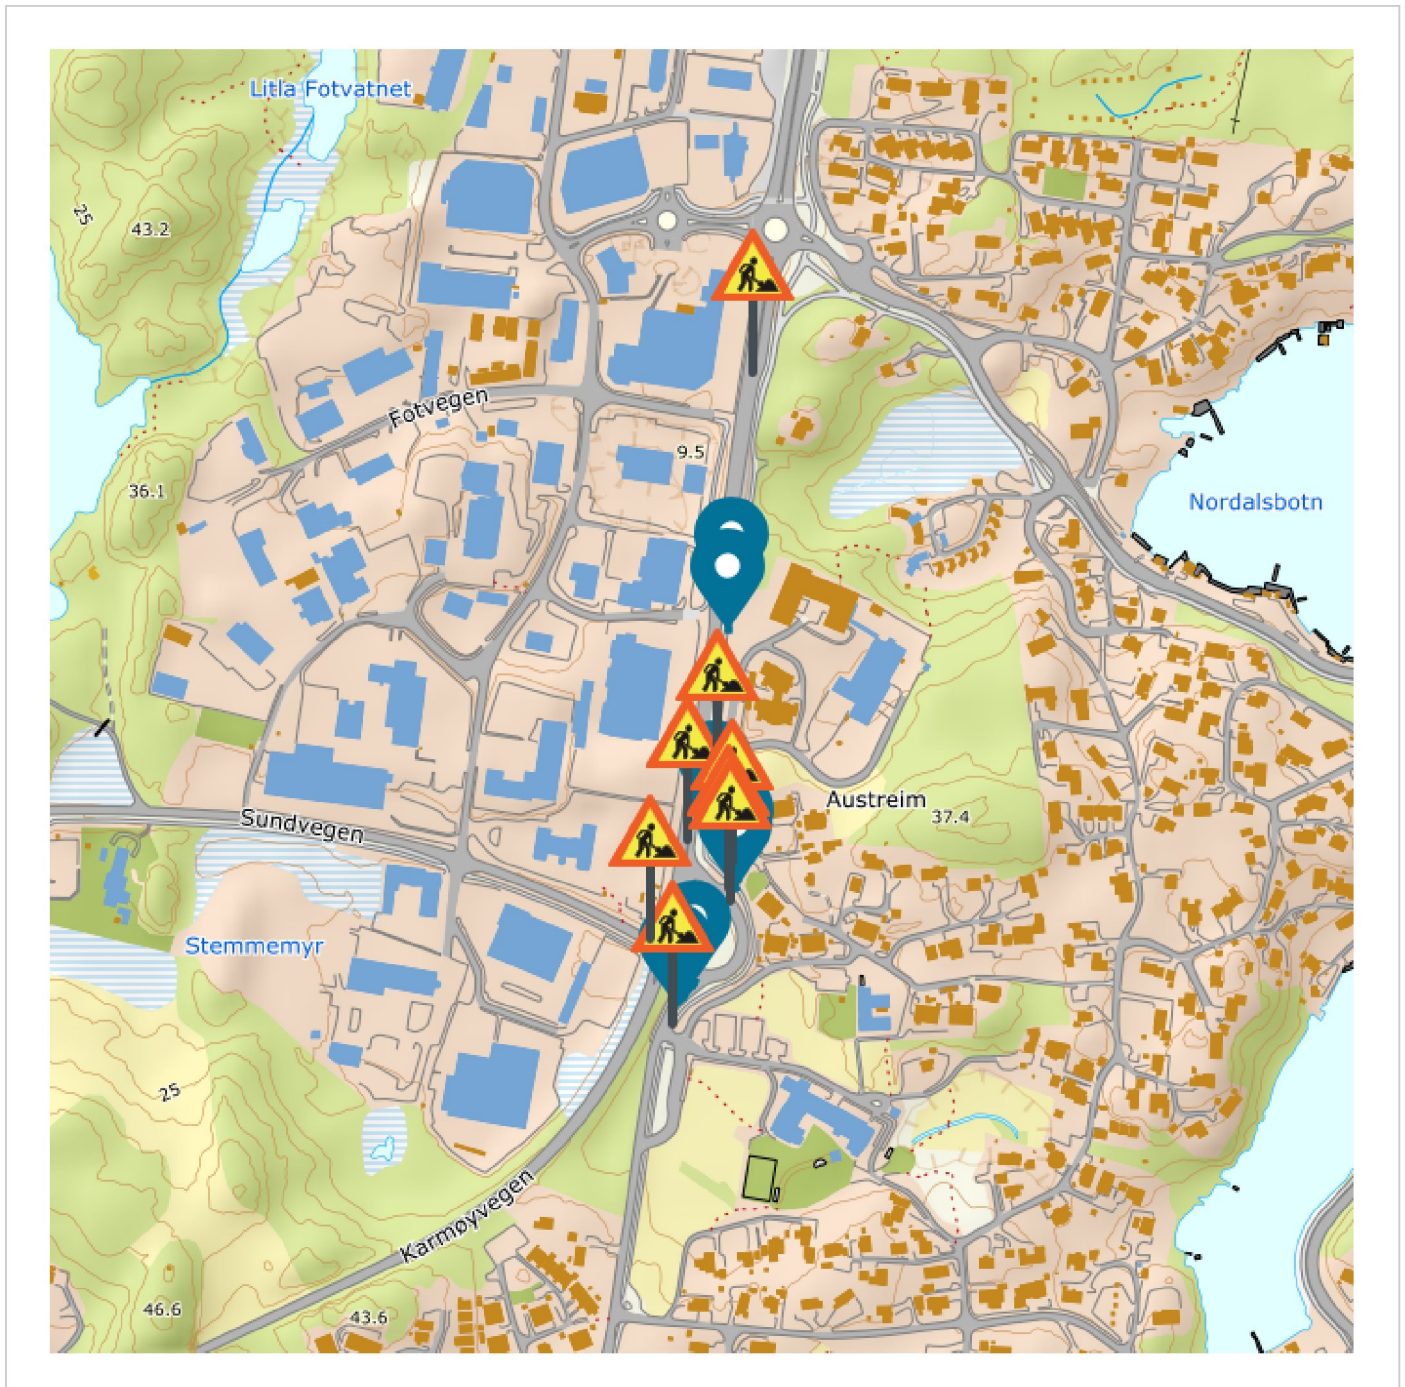 Litla Fotvatnet
25
43.2
Fotvegen
9.5
36.1
Nordalsbotn
Austreim
37.4
Sundvegen
Stemmemyr
25
Karmøyvegen
46.6
43.6